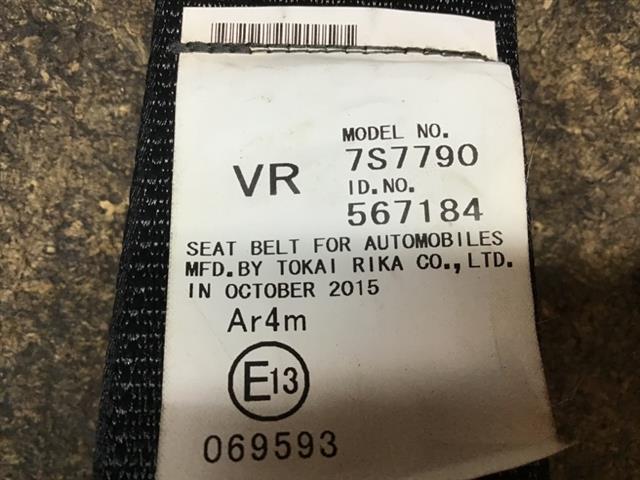 MODEL NO.
VR 7S7790
ID.NO.
567184
SEAT BELT FOR AUTOMOBILES
MFD.BY TOKAI RIKA CO.,LTD.
IN OCTOBER 2015
Ar4m
E13
069593